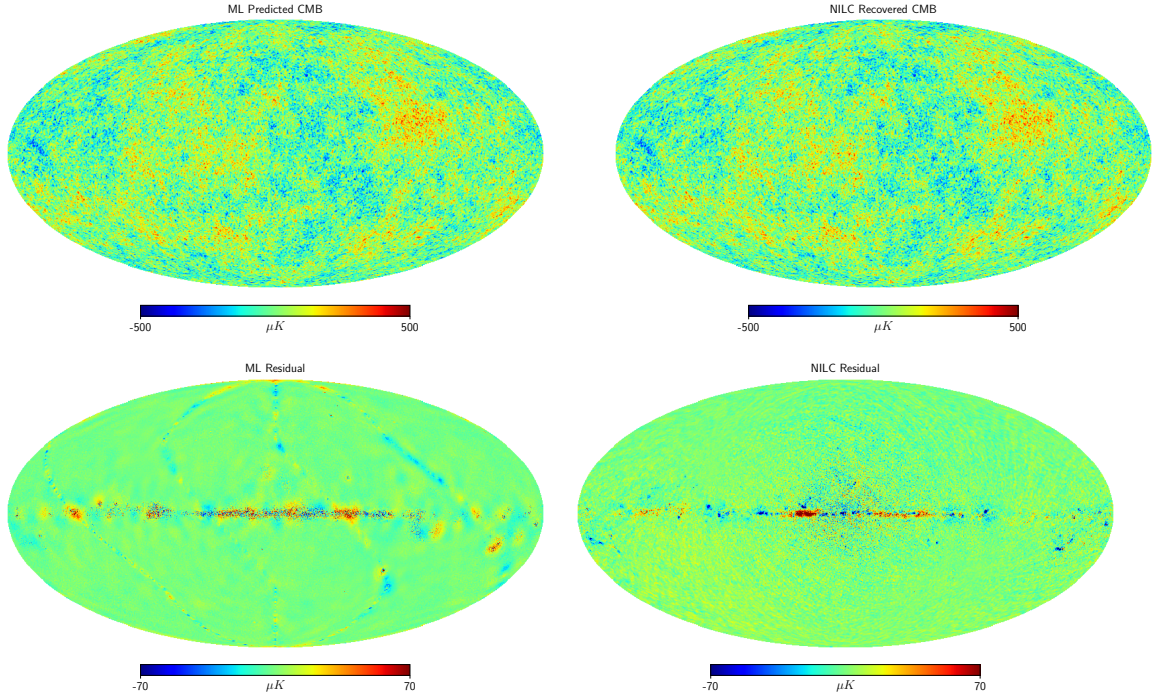 ML Predicted CMB
NILC Recovered CMB
-500 μK 500
-500 μK 500
ML Residual
NILC Residual
-70 μK 70
-70 μK 70